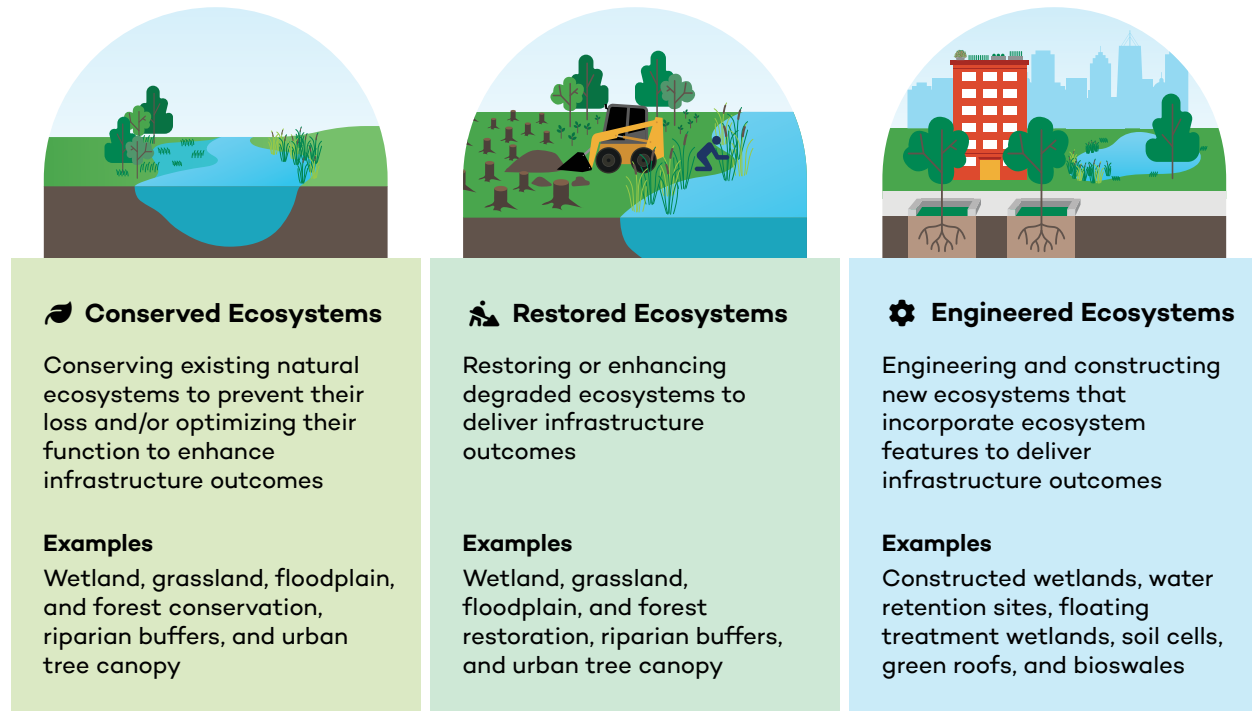 Conserved Ecosystems
Conserving existing natural
ecosystems to prevent their
loss and/or optimizing their
function to enhance
infrastructure outcomes
Examples
Wetland, grassland, floodplain,
and forest conservation,
riparian buffers, and urban
tree canopy
Restored Ecosystems
Restoring or enhancing
degraded ecosystems to
deliver infrastructure
outcomes
Examples
Wetland, grassland,
floodplain, and forest
restoration, riparian buffers,
and urban tree canopy
Engineered Ecosystems
Engineering and constructing
new ecosystems that
incorporate ecosystem
features to deliver
infrastructure outcomes
Examples
Constructed wetlands, water
retention sites, floating
treatment wetlands, soil cells,
green roofs, and bioswales